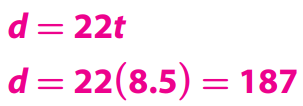 d = 22t
d = 22(8.5) = 187